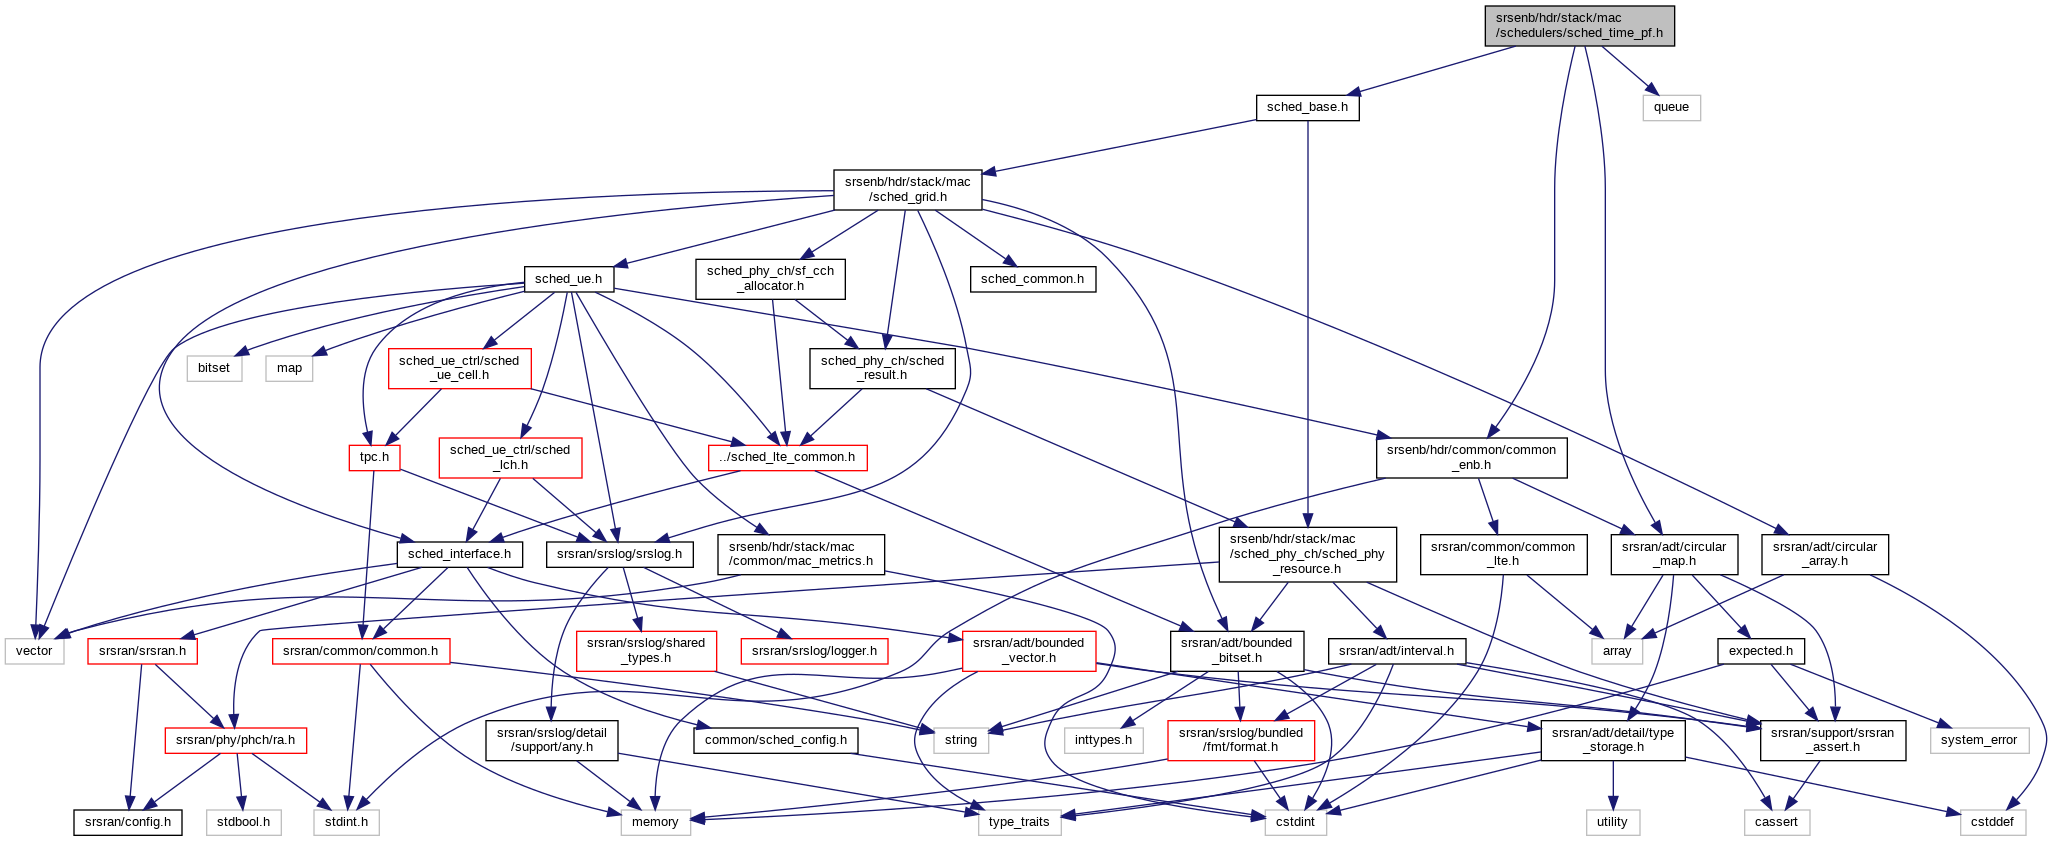 srsenb/hdr/stack/mac
/schedulers/sched_time_pf.h
sched_base.h
queue
srsenb/hdr/stack/mac
/sched_grid.h
sched_ue.h
sched_phy_ch/sf_cch
_allocator.h
sched_common.h
bitset
map
sched_ue_ctrl/sched
_ue_cell.h
sched_phy_ch/sched
_result.h
tpc.h
sched_ue_ctrl/sched
_lch.h
../sched_lte_common.h
srsenb/hdr/common/common
_enb.h
sched_interface.h
srsran/srslog/srslog.h
srsenb/hdr/stack/mac
/common/mac_metrics.h
srsenb/hdr/stack/mac
/sched_phy_ch/sched_phy
_resource.h
srsran/common/common
_lte.h
srsran/adt/circular
_map.h
srsran/adt/circular
_array.h
vector
srsran/srsran.h
srsran/common/common.h
srsran/srslog/shared
_types.h
srsran/srslog/logger.h
srsran/adt/bounded
_vector.h
srsran/adt/bounded
_bitset.h
srsran/adt/interval.h
array
expected.h
srsran/phy/phch/ra.h
srsran/srslog/detail
/support/any.h
common/sched_config.h
string
inttypes.h
srsran/srslog/bundled
/fmt/format.h
srsran/adt/detail/type
_storage.h
srsran/support/srsran
_assert.h
system_error
srsran/config.h
stdbool.h
stdint.h
memory
type_traits
cstdint
utility
cassert
cstddef